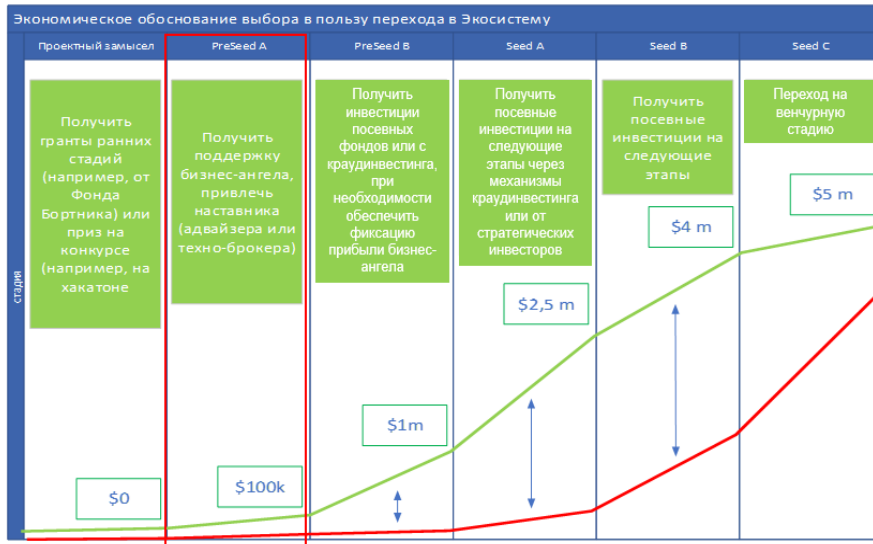 Экономическое обоснование выбора в пользу перехода в Экосистему
Проектный замысел
PreSeed A
PreSeed B
Seed A
Seed B
Seed C
стадия
Получить
гранты ранних
стадий
(например, от
Фонда
Бортника) или
приз на
конкурсе
(например, на
хакатоне
Получить
поддержку
бизнес-ангела,
привлечь
наставника
(адвайзера или
техно-брокера)
Получить
инвестиции
посевных
фондов или с
краудинвестинга,
при
необходимости
обеспечить
фиксацию
прибыли бизнес-
ангела
Получить
посевные
инвестиции на
следующие
этапы через
механизмы
краудинвестинга
или от
стратегических
инвесторов
Получить
посевные
инвестиции на
следующие
этапы
Переход на
венчурную
стадию
$0
$100k
$1m
$2,5 m
$4 m
$5 m